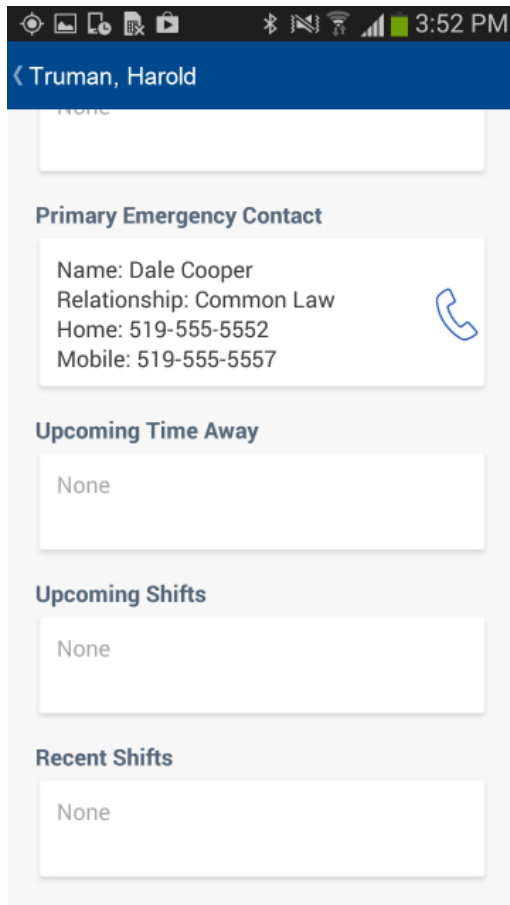 3:52 PM
Truman, Harold
None
Primary Emergency Contact
Name: Dale Cooper
Relationship: Common Law
Home: 519-555-5552
Mobile: 519-555-5557
Upcoming Time Away
None
Upcoming Shifts
None
Recent Shifts
None